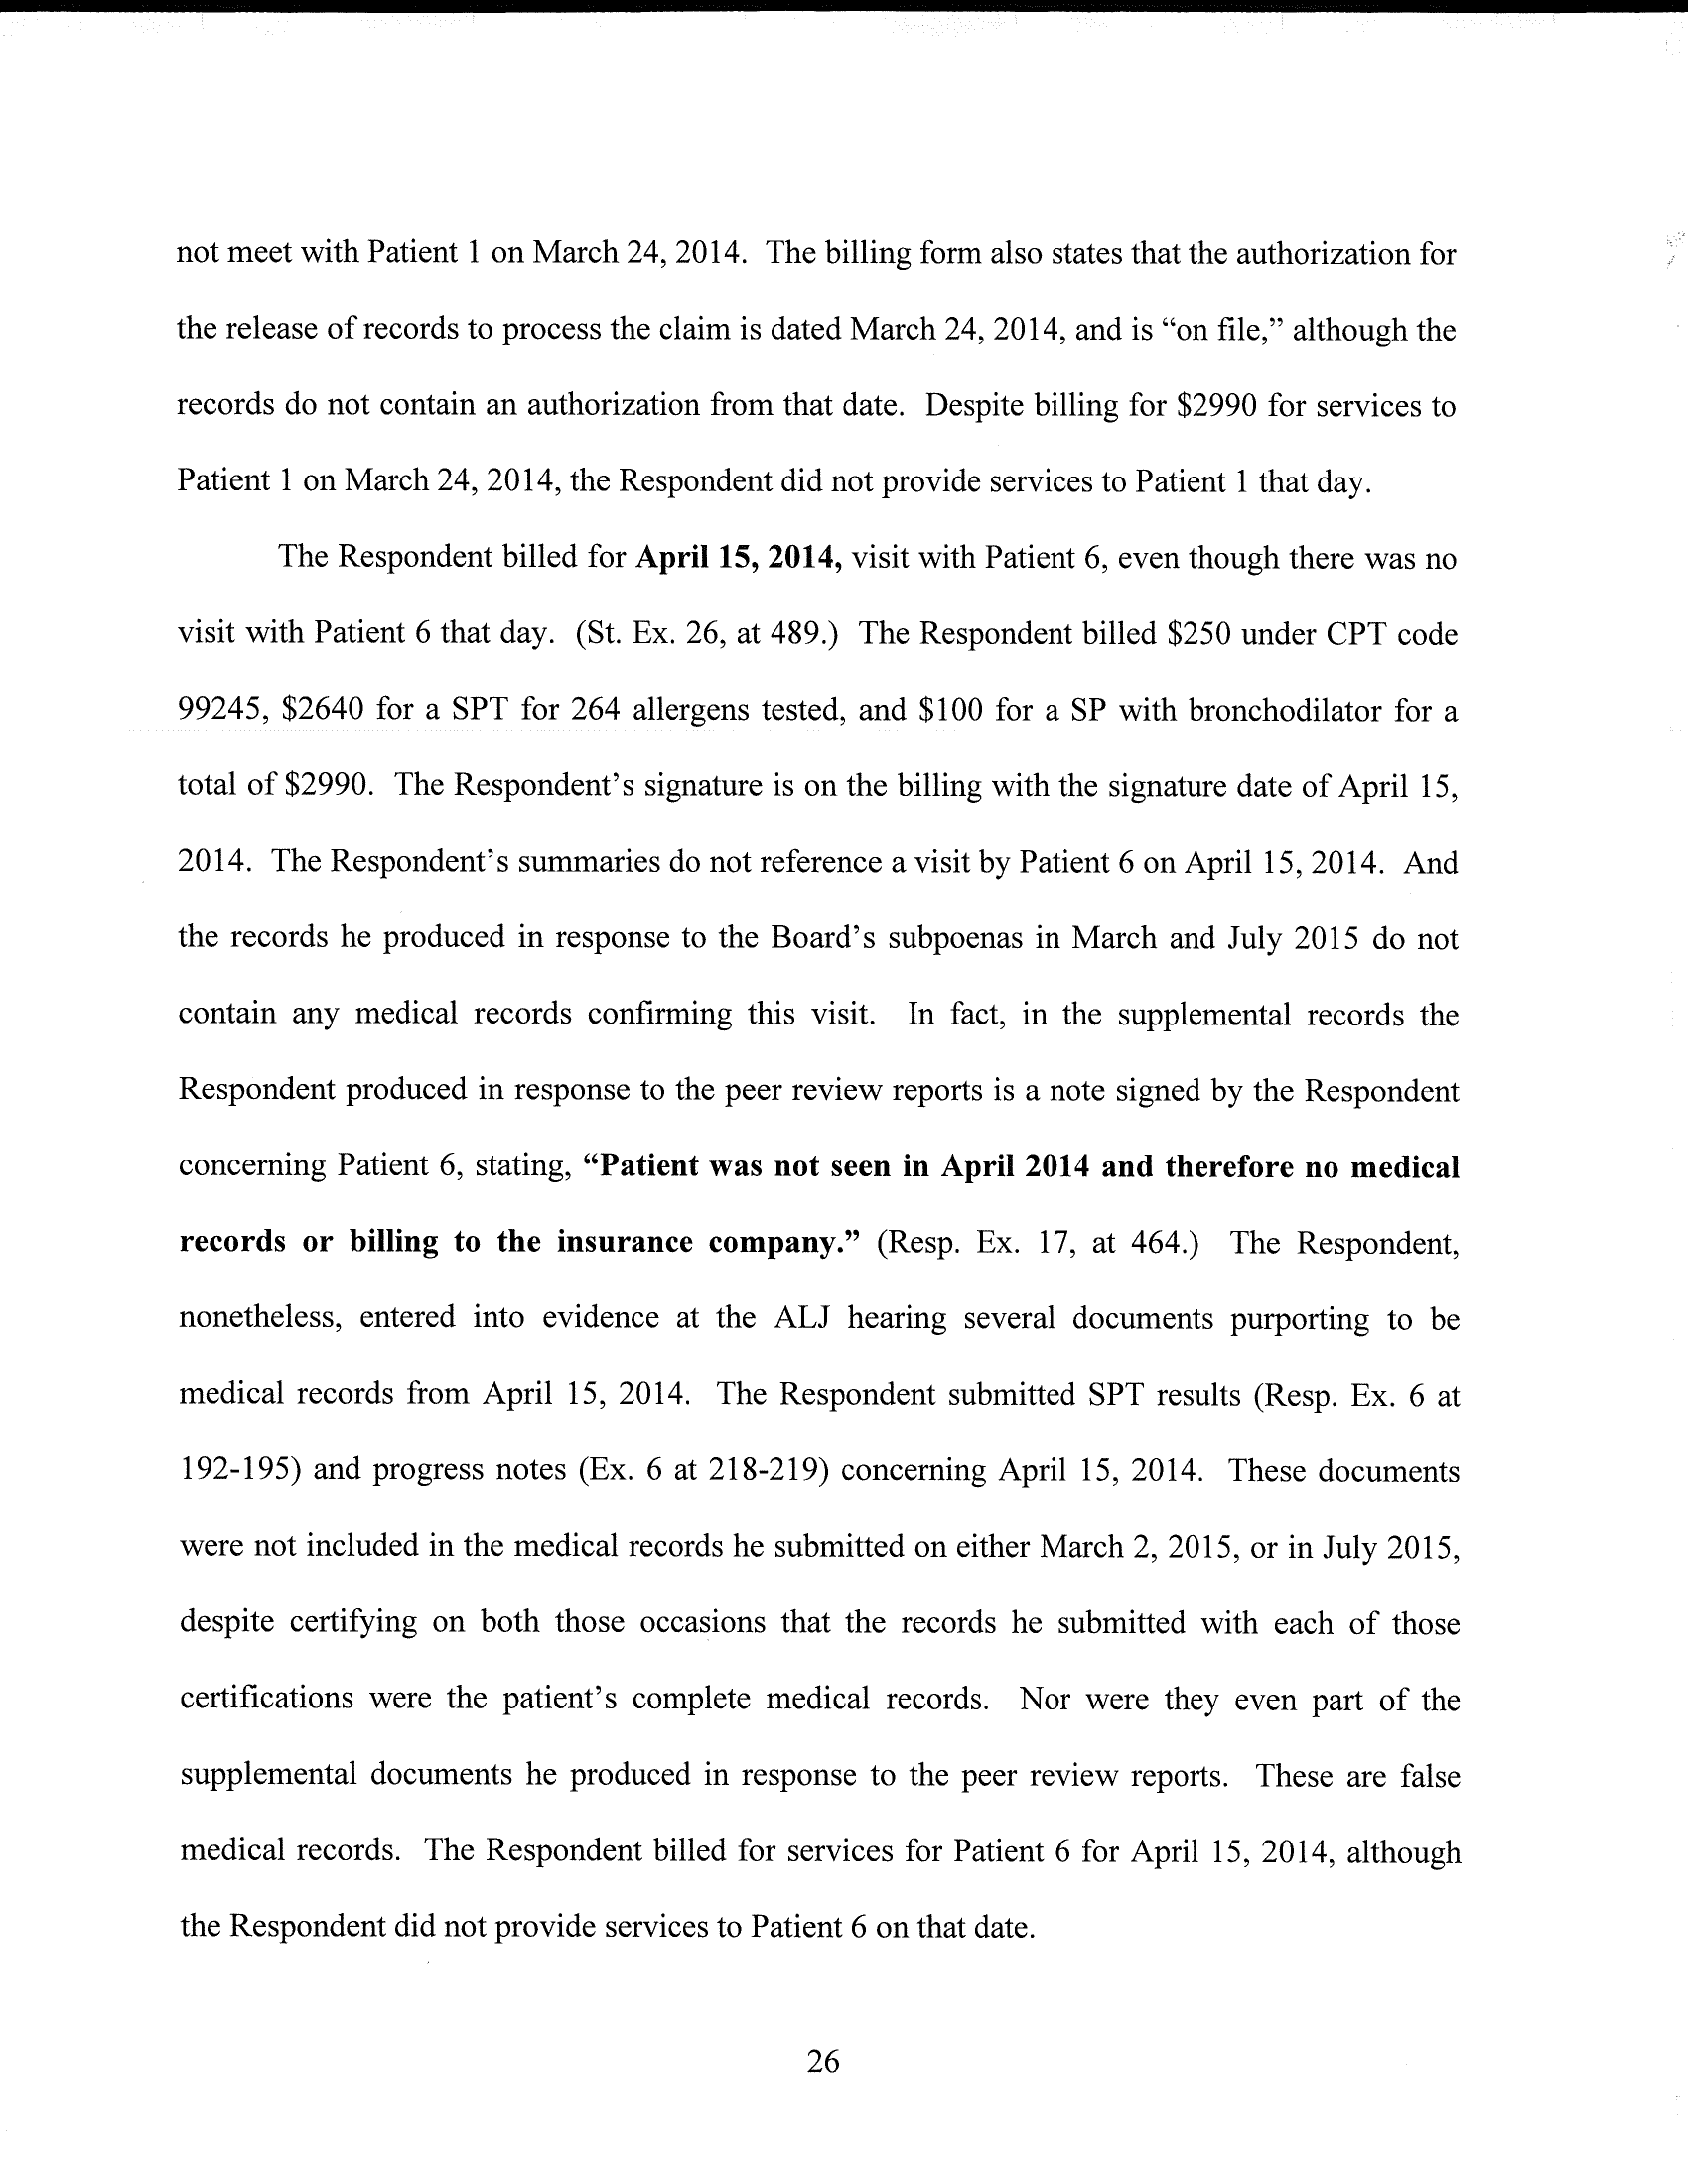 not meet with Patient 1 on March 24, 2014. The billing form also states that the authorization for
the release of records to process the claim is dated March 24, 2014, and is “on file,” although the
records do not contain an authorization from that date. Despite billing for $2990 for services to
Patient 1 on March 24, 2014, the Respondent did not provide services to Patient 1 that day.
The Respondent billed for April 15, 2014, visit with Patient 6, even though there was no
visit with Patient 6 that day. (St. Ex. 26, at 489.) The Respondent billed $250 under CPT code
99245, $2640 for a SPT for 264 allergens tested, and $100 for a SP with bronchodilator for a
total of $2990. The Respondent’s signature is on the billing with the signature date of April 15,
2014. The Respondent’s summaries do not reference a visit by Patient 6 on April 15, 2014. And
the records he produced in response to the Board’s subpoenas in March and July 2015 do not
contain any medical records confirming this visit. In fact, in the supplemental records the
Respondent produced in response to the peer review reports is a note signed by the Respondent
concerning Patient 6, stating, “Patient was not seen in April 2014 and therefore no medical
records or billing to the insurance company.” (Resp. Ex. 17, at 464.) The Respondent,
nonetheless, entered into evidence at the ALJ hearing several documents purporting to be
medical records from April 15, 2014. The Respondent submitted SPT results (Resp. Ex. 6 at
192-195) and progress notes (Ex. 6 at 218-219) concerning April 15, 2014. These documents
were not included in the medical records he submitted on either March 2, 2015, or in July 2015,
despite certifying on both those occasions that the records he submitted with each of those
certifications were the patient’s complete medical records. Nor were they even part of the
supplemental documents he produced in response to the peer review reports. These are false
medical records. The Respondent billed for services for Patient 6 for April 15, 2014, although
the Respondent did not provide services to Patient 6 on that date.
26